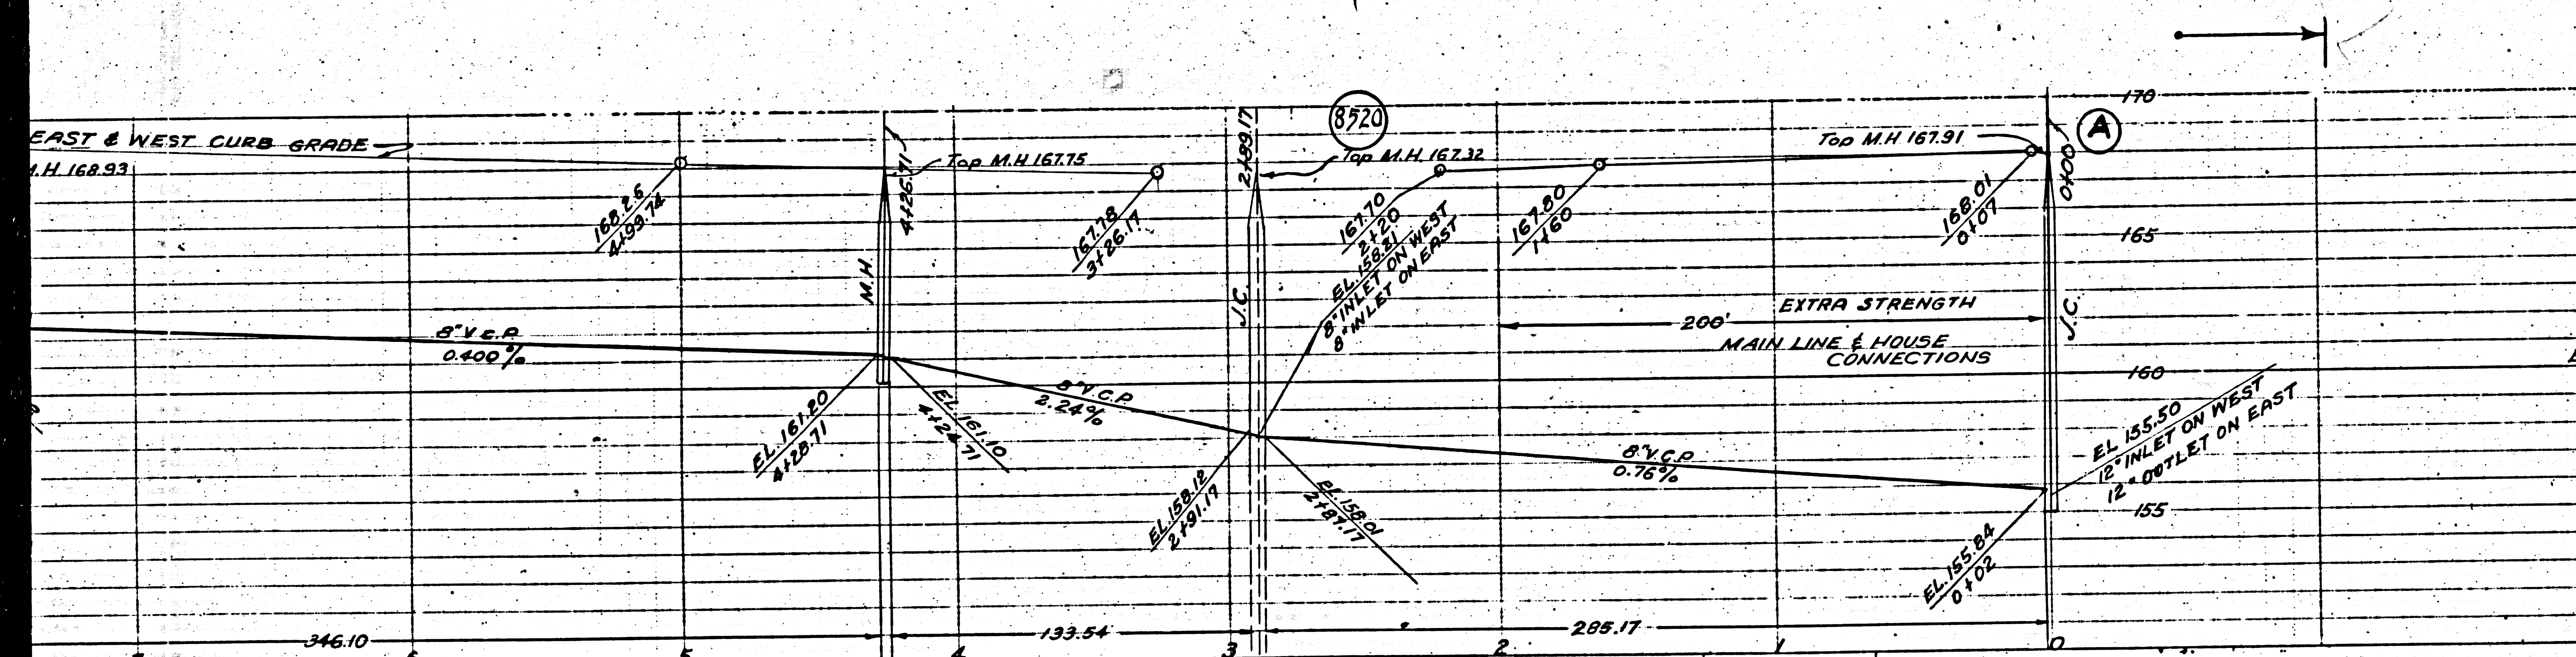 170
EAST & WEST CURB GRADE
M.H. 168.93
4+26.71
Top M.H 167.75
2+89.17
8520
Top M.H. 167.32
Top M.H 167.91
0+00
A
168.26
4+99.74
M.H.
167.78
3+26.17
J.C.
167.70
2+20
EL. 158.21
8" INLET ON WEST
8" INLET ON EAST
167.80
1+60
168.01
0+07
165
EXTRA STRENGTH
200'
MAIN LINE & HOUSE
CONNECTIONS
J.C.
8" V.C.P.
0.400 %
160
EL. 161.20
4+28.71
EL. 161.10
4+24.71
8" V.C.P.
2.24%
EL. 158.12
2+91.17
EL. 158.01
2+87.17
8" V.C.P.
0.76%
EL 155.50
12" INLET ON WEST
12" OUTLET ON EAST
155
EL. 155.84
0+02
346.10
133.54
285.17
5
4
3
2
1
0